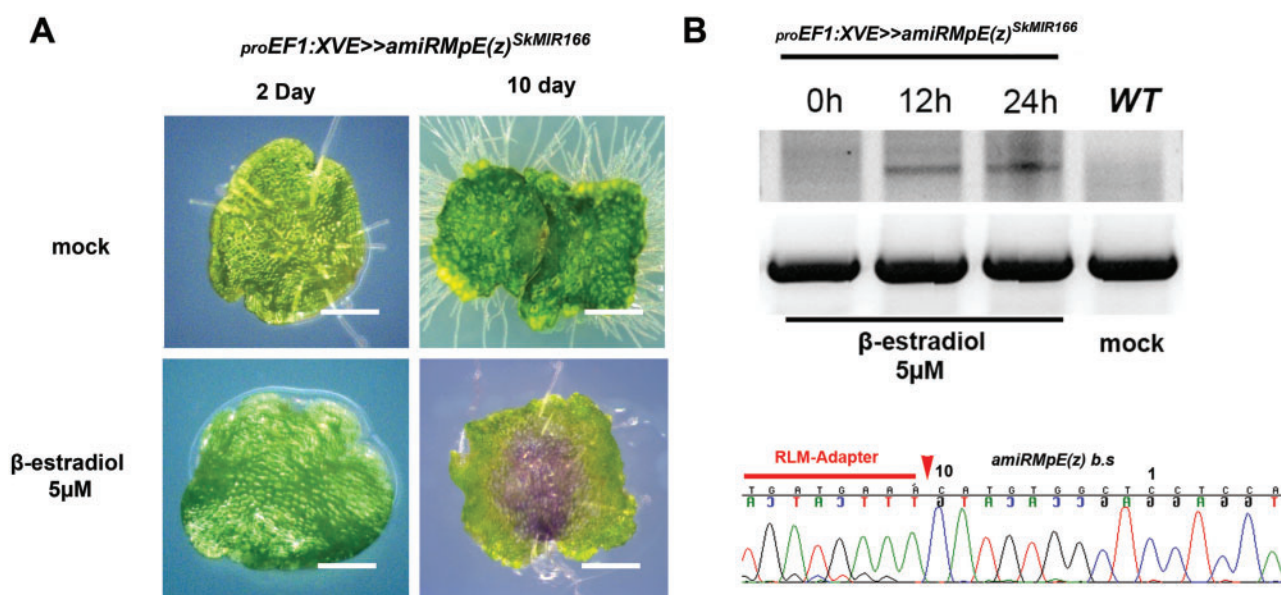 A
B
proEF1:XVE>>amiRMpE(z)SkMIR166
2 Day
10 day
mock
β-estradiol
5µM
proEF1:XVE>>amiRMpE(z)SkMIR166
0h
12h
24h
WT
β-estradiol
5µM
mock
RLM-Adapter
10
amiRMpE(z) b.s
1
T G A T G A A A C A T G T G G C T C C T C C A